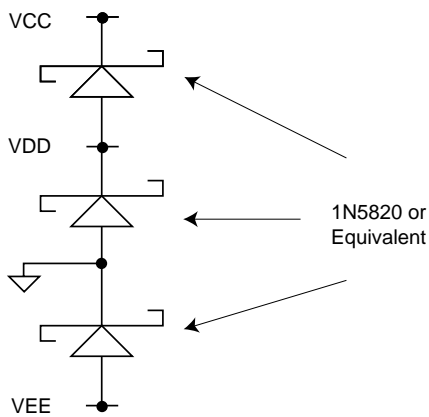 VCC
VDD
1N5820 or
Equivalent
VEE